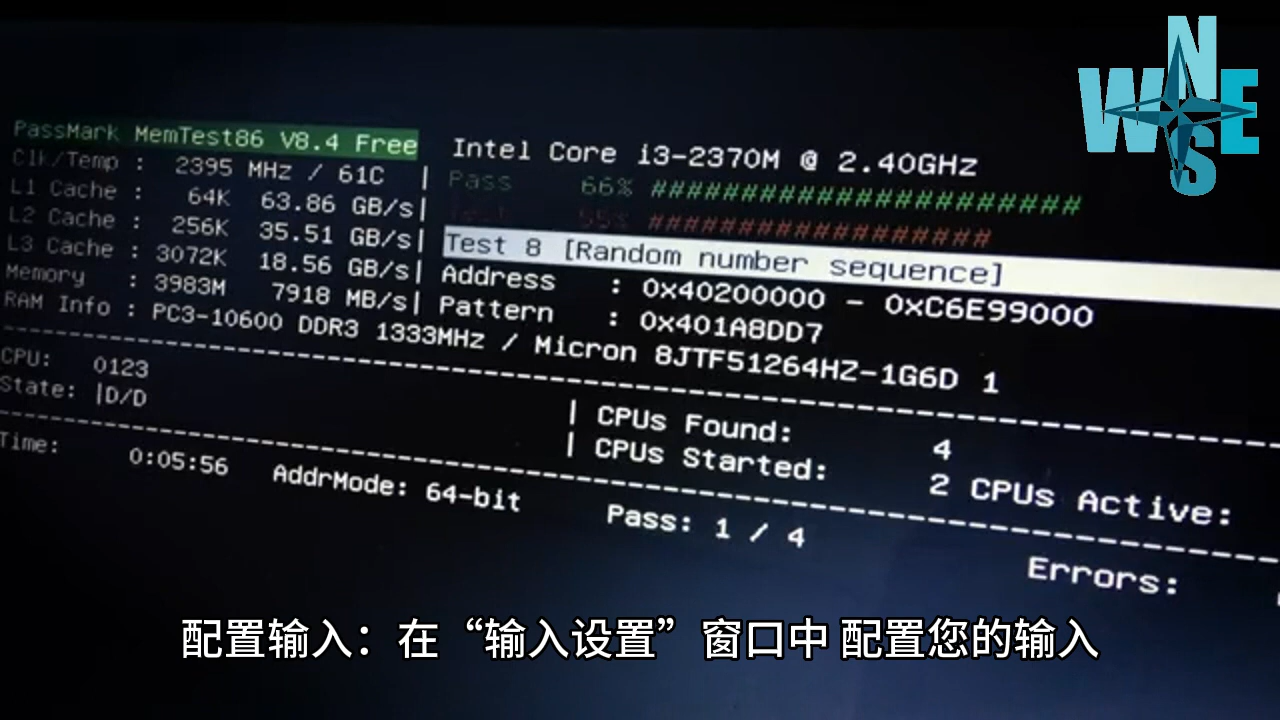 N
W E
S
PassMark MemTest86 V8.4 Free
Intel Core i3-2370M @ 2.40GHz
Clk/Temp : 2395 MHz / 61C |
Pass 66% ########################
L1 Cache : 64K 63.86 GB/s|
Test 55% ###################
L2 Cache : 256K 35.51 GB/s|
Test 8 [Random number sequence]
L3 Cache : 3072K 18.56 GB/s|
Address : 0x40200000 - 0xC6E99000
Memory : 3983M 7918 MB/s|
Pattern : 0x401A8DD7
RAM Info : PC3-10600 DDR3 1333MHz / Micron 8JTF51264HZ-1G6D 1
CPU: 0123
| CPUs Found: 4
State: |D/D
| CPUs Started: 2 CPUs Active:
Time: 0:05:56 AddrMode: 64-bit Pass: 1 / 4 Errors:
配置输入：在“输入设置”窗口中 配置您的输入